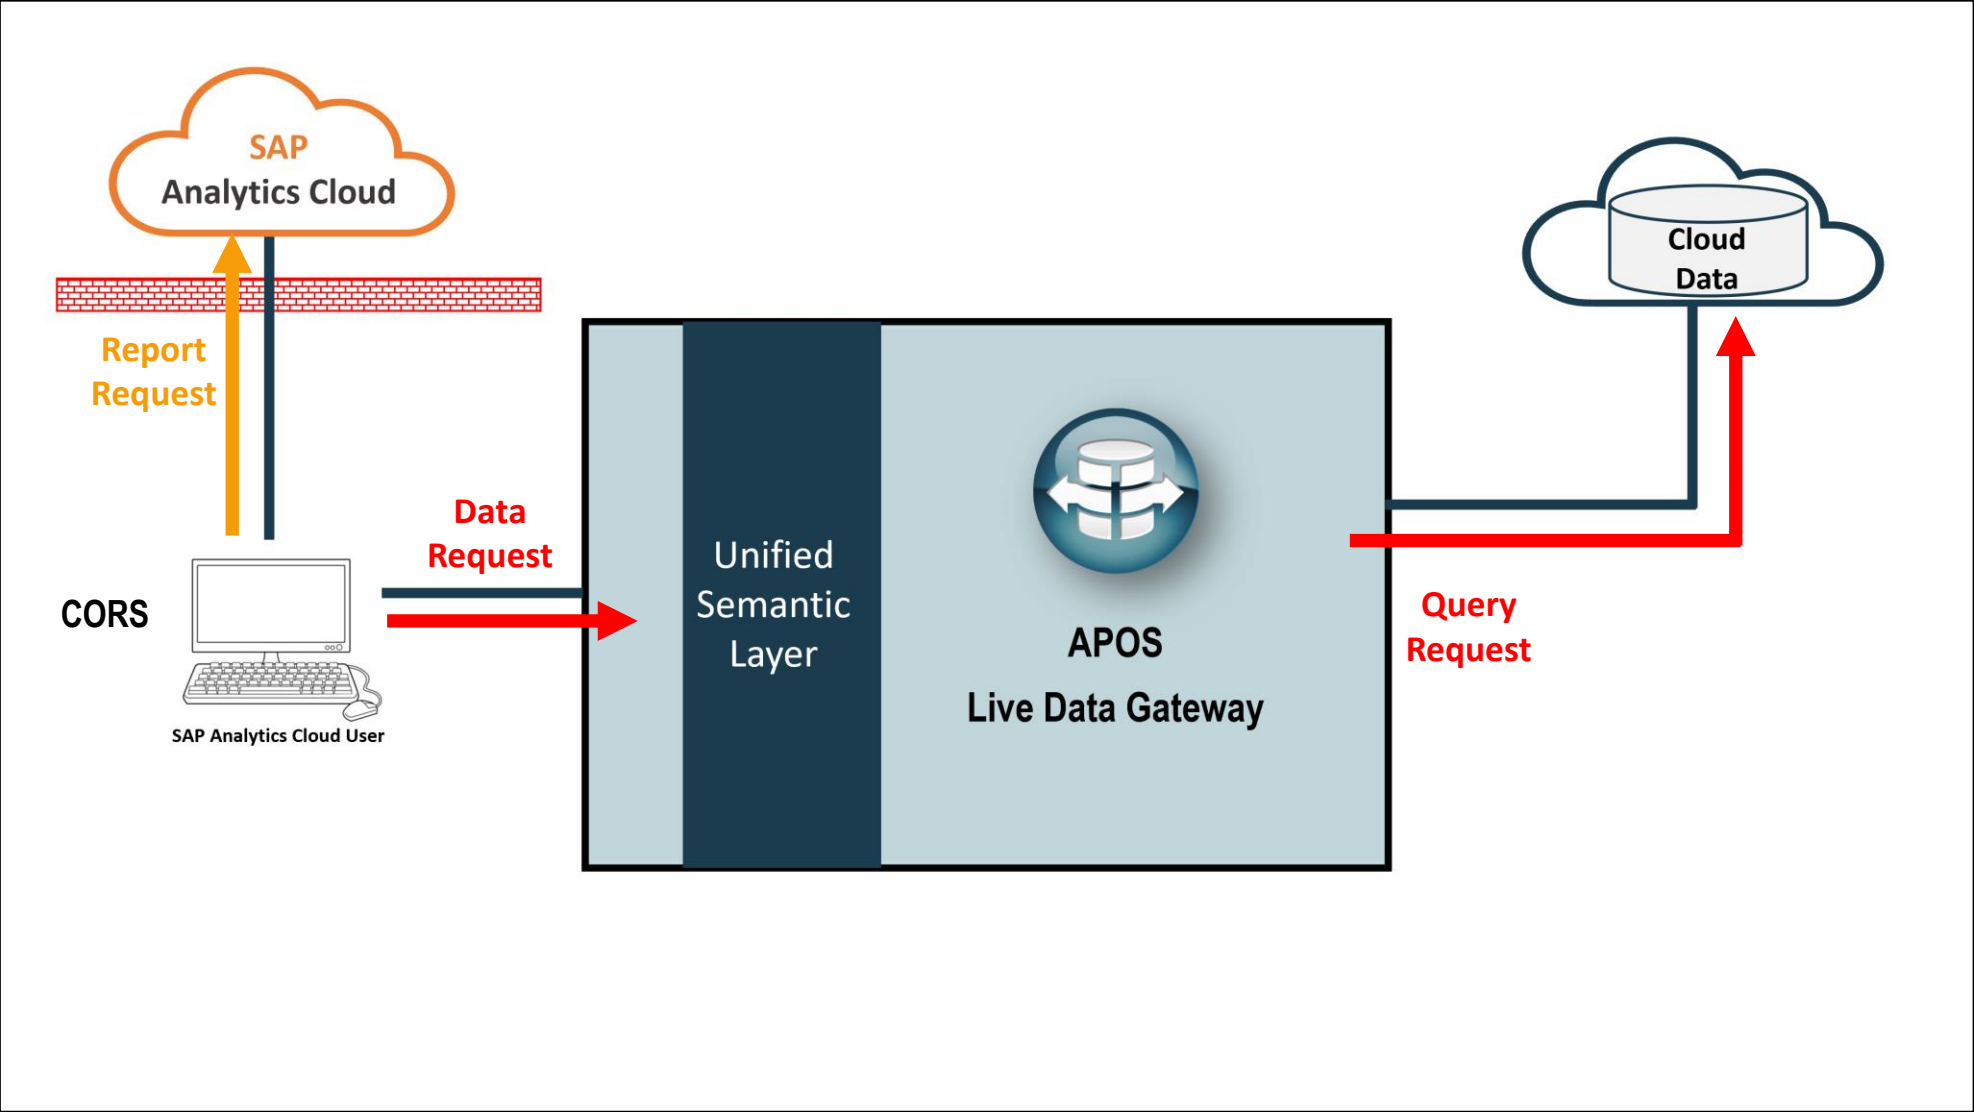 SAP
Analytics Cloud
Report
Request
CORS
SAP Analytics Cloud User
Data
Request
Unified
Semantic
Layer
APOS
Live Data Gateway
Query
Request
Cloud
Data